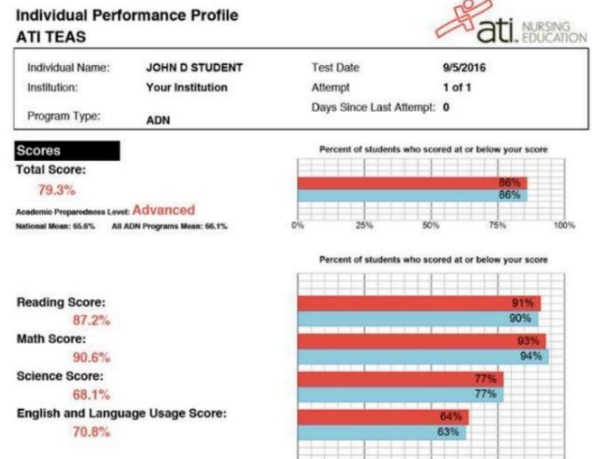 Individual Performance Profile
ATI TEAS
ati. NURSING EDUCATION
Individual Name: JOHN D STUDENT Test Date 9/5/2016
Institution: Your Institution Attempt 1 of 1
Days Since Last Attempt: 0
Program Type: ADN
Scores
Percent of students who scored at or below your score
Total Score:
79.3%
86%
86%
Academic Preparedness Level: Advanced
National Mean: 65.6% All ADN Programs Mean: 66.1%
0% 25% 50% 75% 100%
Percent of students who scored at or below your score
Reading Score: 91%
87.2% 90%
Math Score: 93%
90.6% 94%
Science Score: 77%
68.1% 77%
English and Language Usage Score: 64%
70.8% 63%